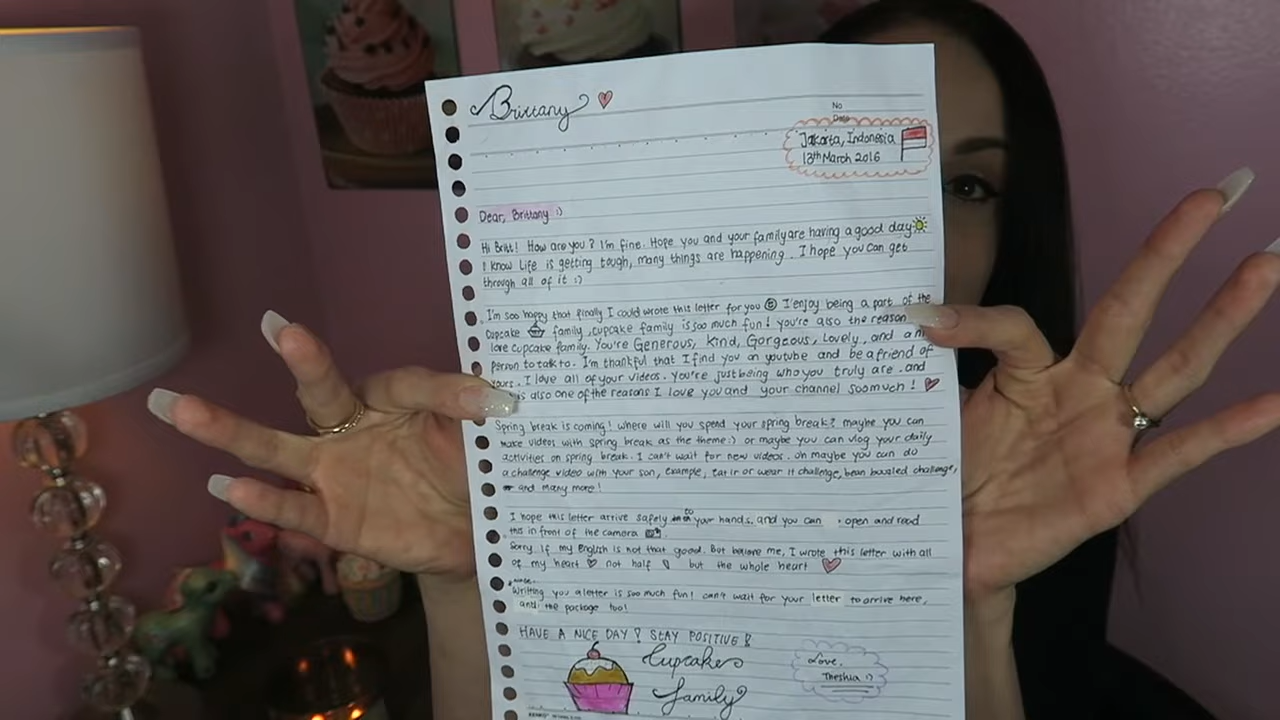 Brittany
No
Date
Jakarta, Indonesia
13th March 2016
Dear, Brittany :)
Hi Britt! How are you? I'm fine. Hope you and your family are having a good day
I know Life is getting tough, many things are happening. I hope you can get
through all of it :)
I'm soo happy that finally I could wrote this letter for you I enjoy being a part of the
Cupcake family, cupcake family is soo much fun! you're also the reason
love cupcake family. You're Generous, kind, Gorgeous, Lovely, and a
person to talk to. I'm thankful that I find you on youtube and be a friend of
yours. I love all of your videos. You're just being who you truly are. and
is also one of the reasons I love you and your channel soo much!
Spring break is coming! where will you spend your spring break? maybe you can
make videos with spring break as the theme :) or maybe you can vlog your daily
activities on spring break. I can't wait for new videos. oh maybe you can do
a challenge video with your son, example, eat it or wear it challenge, bean boozled challenge,
and many more!
I hope this letter arrive safely to your hands, and you can open and read
this in front of the camera
Sorry if my English is not that good. But believe me, I wrote this letter with all
of my heart not half but the whole heart
Writting you a letter is soo much fun! can't wait for your letter to arrive here,
and the package too!
HAVE A NICE DAY! STAY POSITIVE!
Cupcake
family
Love,
Theshia :)